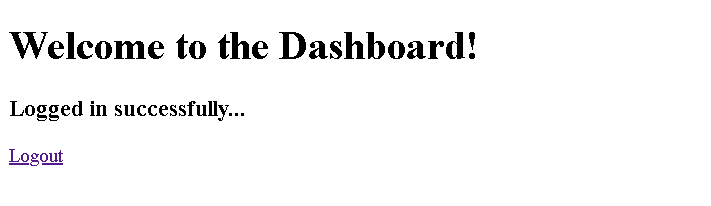 Welcome to the Dashboard!
Logged in successfully...
Logout